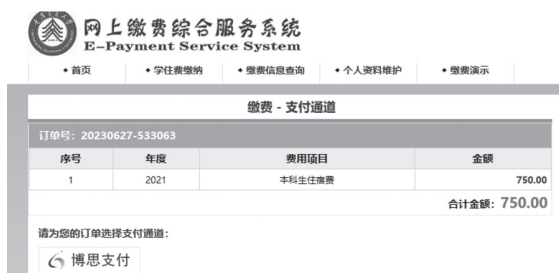 网上缴费综合服务系统
E-Payment Service System
首页 学住费缴纳 缴费信息查询 个人资料维护 缴费演示
缴费 - 支付通道
订单号：20230627-533063
序号 年度 费用项目 金额
1 2021 本科生住宿费 750.00
合计金额：750.00
请为您的订单选择支付通道：
博思支付